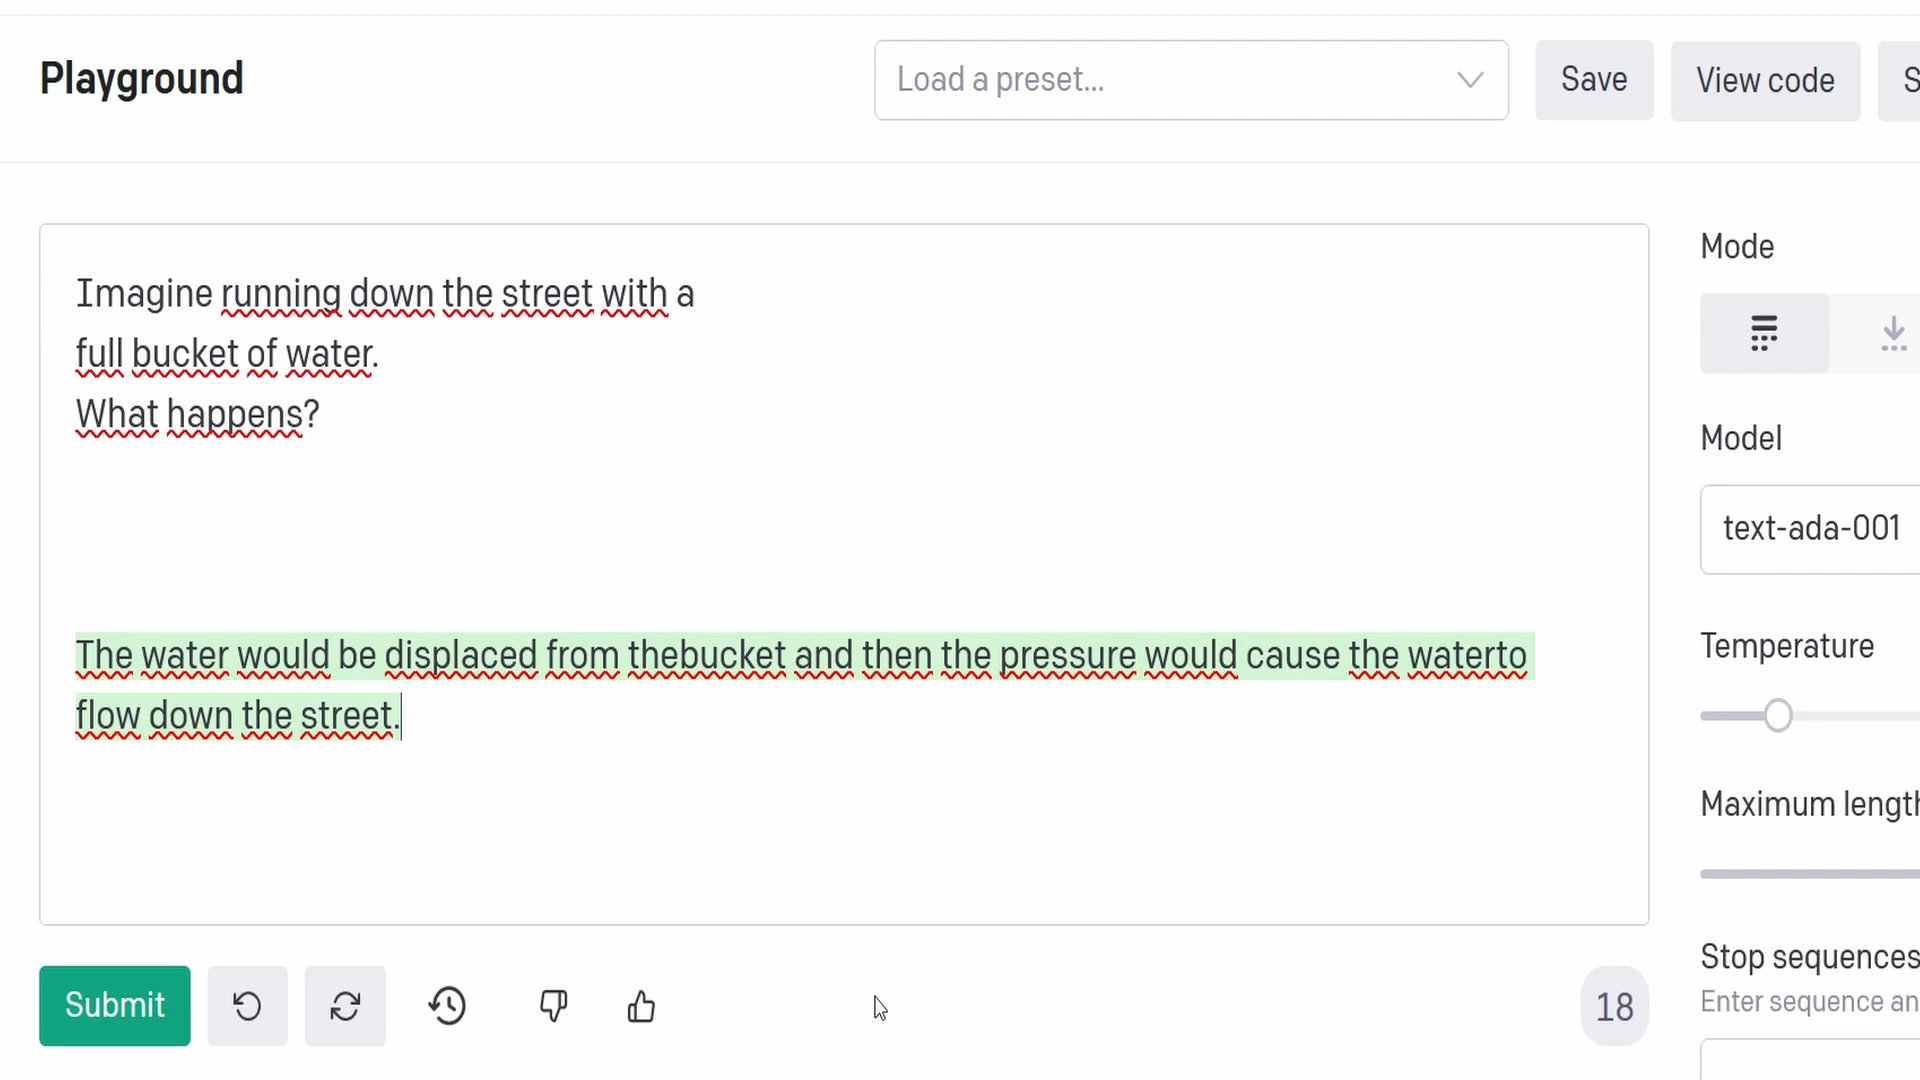 Playground
Load a preset...
Save
View code
S
Imagine running down the street with a
full bucket of water.
What happens?
The water would be displaced from thebucket and then the pressure would cause the waterto
flow down the street.
Mode
Model
text-ada-001
Temperature
Maximum length
Stop sequences
Enter sequence an
Submit
18